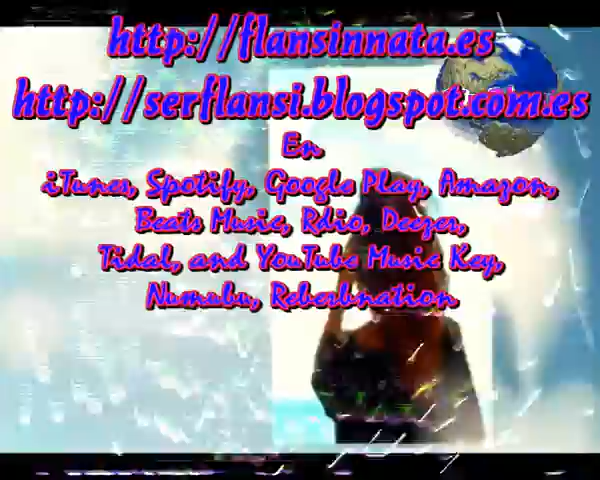 http://flansinnata.es
http://serflansi.blogspot.com.es
En
iTunes, Spotify, Google Play, Amazon,
Beats Music, Rdio, Deezer,
Tidal, and YouTube Music Key,
Numubu, Reberbnation